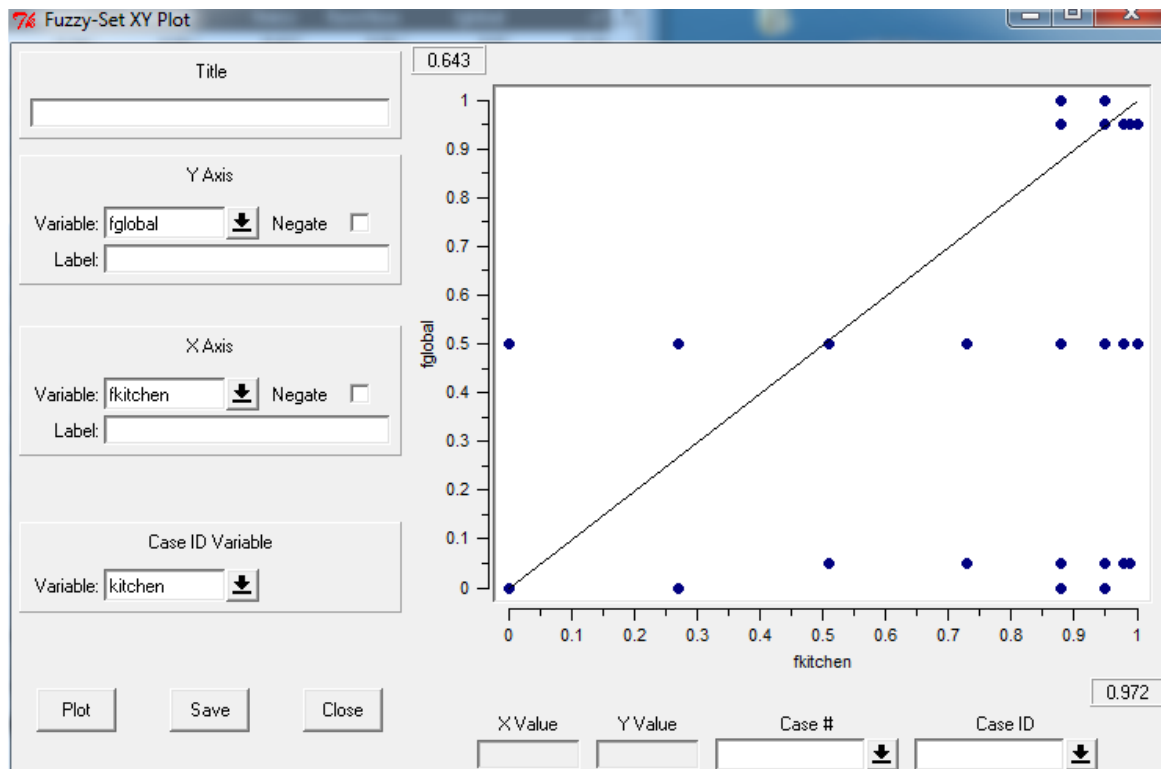 Fuzzy-Set XY Plot
Title
Y Axis
Variable: fglobal Negate
Label:
X Axis
Variable: fkitchen Negate
Label:
Case ID Variable
Variable: kitchen
Plot Save Close
0.643
1
0.9
0.8
0.7
0.6
0.5
0.4
0.3
0.2
0.1
0
fglobal
0 0.1 0.2 0.3 0.4 0.5 0.6 0.7 0.8 0.9 1
fkitchen
0.972
X Value Y Value Case # Case ID